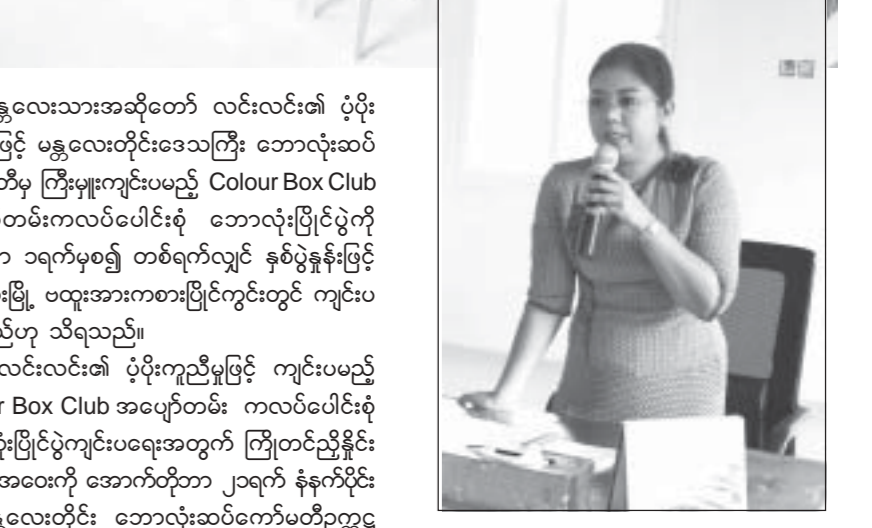 န္တလေးသားအဆိုတော် လင်းလင်း၏ ပံ့ပိုး
ဖြင့် မန္တလေးတိုင်းဒေသကြီး ဘောလုံးဆပ်
တီမှ ကြီးမှူးကျင်းပမည့် Colour Box Club
တမ်းကလပ်ပေါင်းစုံ ဘောလုံးပြိုင်ပွဲကို
၁ရက်မှစ၍ တစ်ရက်လျှင် နှစ်ပွဲနှုန်းဖြင့်
းမြို့ ဗထူးအားကစားပြိုင်ကွင်းတွင် ကျင်းပ
ည်ဟု သိရသည်။
လင်းလင်း၏ ပံ့ပိုးကူညီမှုဖြင့် ကျင်းပမည့်
r Box Club အပျော်တမ်း ကလပ်ပေါင်းစုံ
ုံးပြိုင်ပွဲကျင်းပရေးအတွက် ကြိုတင်ညှိနှိုင်း
အဝေးကို အောက်တိုဘာ ၂၁ရက် နံနက်ပိုင်း
န္တလေးတိုင်း ဘောလုံးဆပ်ကော်မတီဥက္ကဋ္ဌ